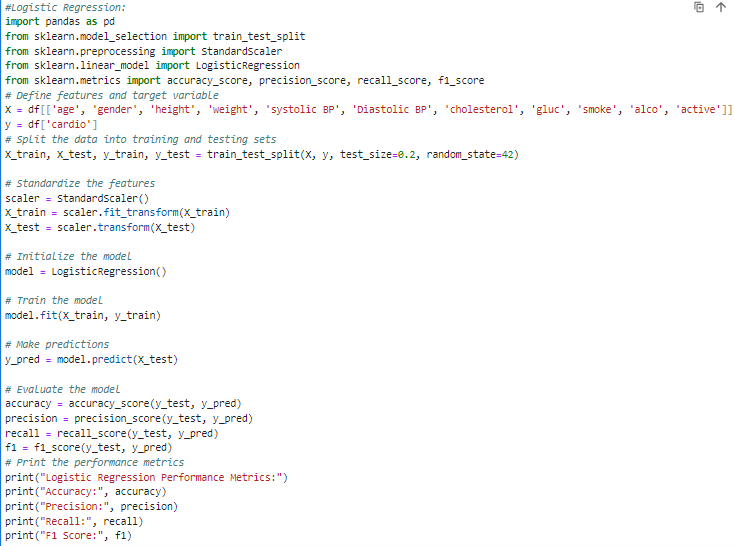 #Logistic Regression:
import pandas as pd
from sklearn.model_selection import train_test_split
from sklearn.preprocessing import StandardScaler
from sklearn.linear_model import LogisticRegression
from sklearn.metrics import accuracy_score, precision_score, recall_score, f1_score
# Define features and target variable
X = df[['age', 'gender', 'height', 'weight', 'systolic BP', 'Diastolic BP', 'cholesterol', 'gluc', 'smoke', 'alco', 'active']]
y = df['cardio']
# Split the data into training and testing sets
X_train, X_test, y_train, y_test = train_test_split(X, y, test_size=0.2, random_state=42)
# Standardize the features
scaler = StandardScaler()
X_train = scaler.fit_transform(X_train)
X_test = scaler.transform(X_test)
# Initialize the model
model = LogisticRegression()
# Train the model
model.fit(X_train, y_train)
# Make predictions
y_pred = model.predict(X_test)
# Evaluate the model
accuracy = accuracy_score(y_test, y_pred)
precision = precision_score(y_test, y_pred)
recall = recall_score(y_test, y_pred)
f1 = f1_score(y_test, y_pred)
# Print the performance metrics
print("Logistic Regression Performance Metrics:")
print("Accuracy:", accuracy)
print("Precision:", precision)
print("Recall:", recall)
print("F1 Score:", f1)